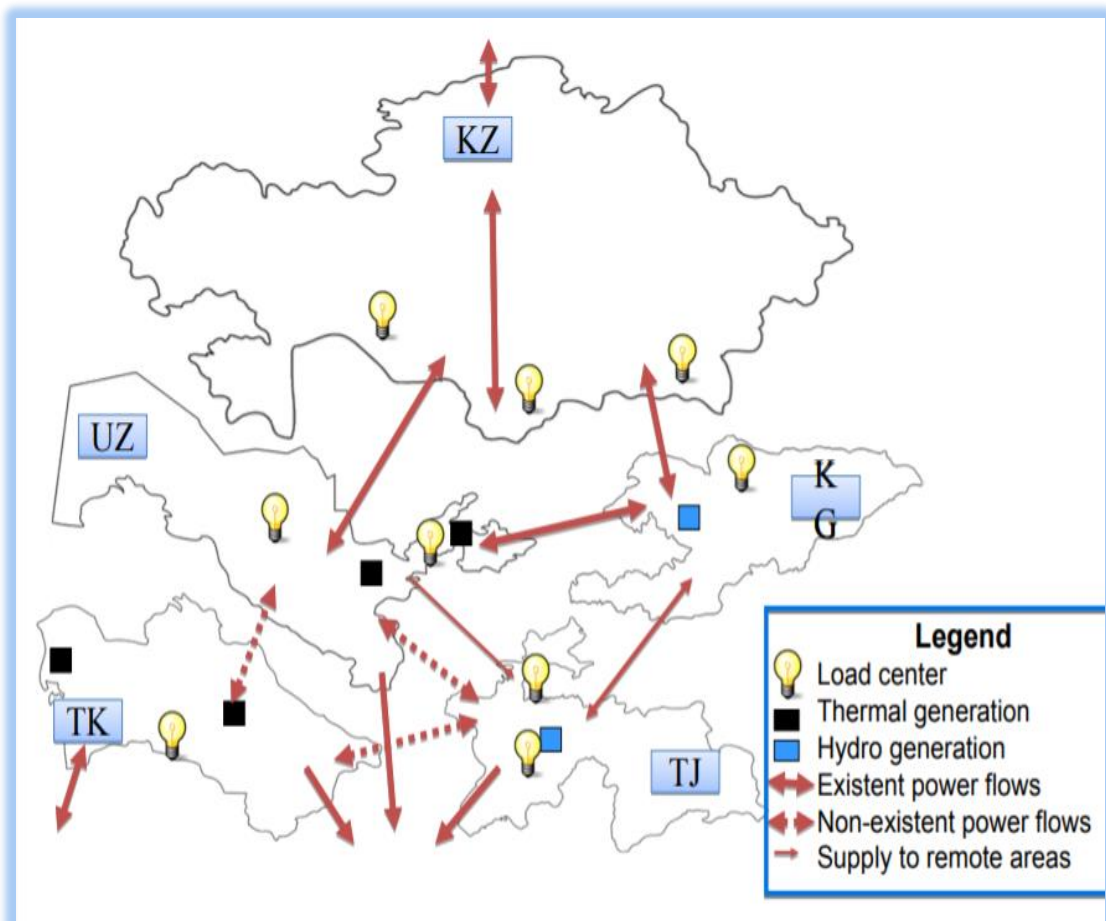 KZ
UZ
K
G
TK
TJ
Legend
Load center
Thermal generation
Hydro generation
Existent power flows
Non-existent power flows
Supply to remote areas